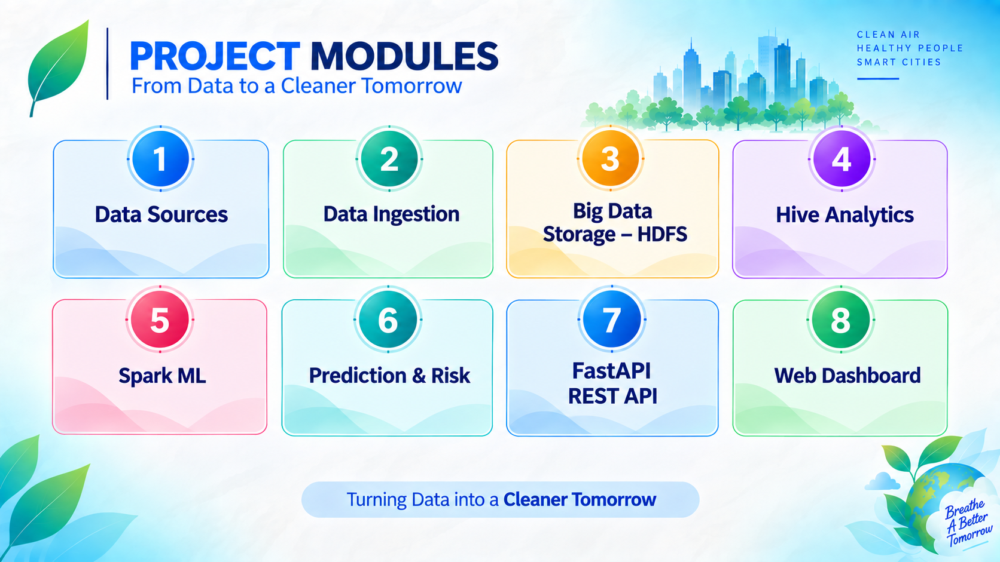 PROJECT MODULES
From Data to a Cleaner Tomorrow
CLEAN AIR
HEALTHY PEOPLE
SMART CITIES
1
Data Sources
2
Data Ingestion
3
Big Data
Storage – HDFS
4
Hive Analytics
5
Spark ML
6
Prediction & Risk
7
FastAPI
REST API
8
Web Dashboard
Turning Data into a Cleaner Tomorrow
Breathe
A Better
Tomorrow